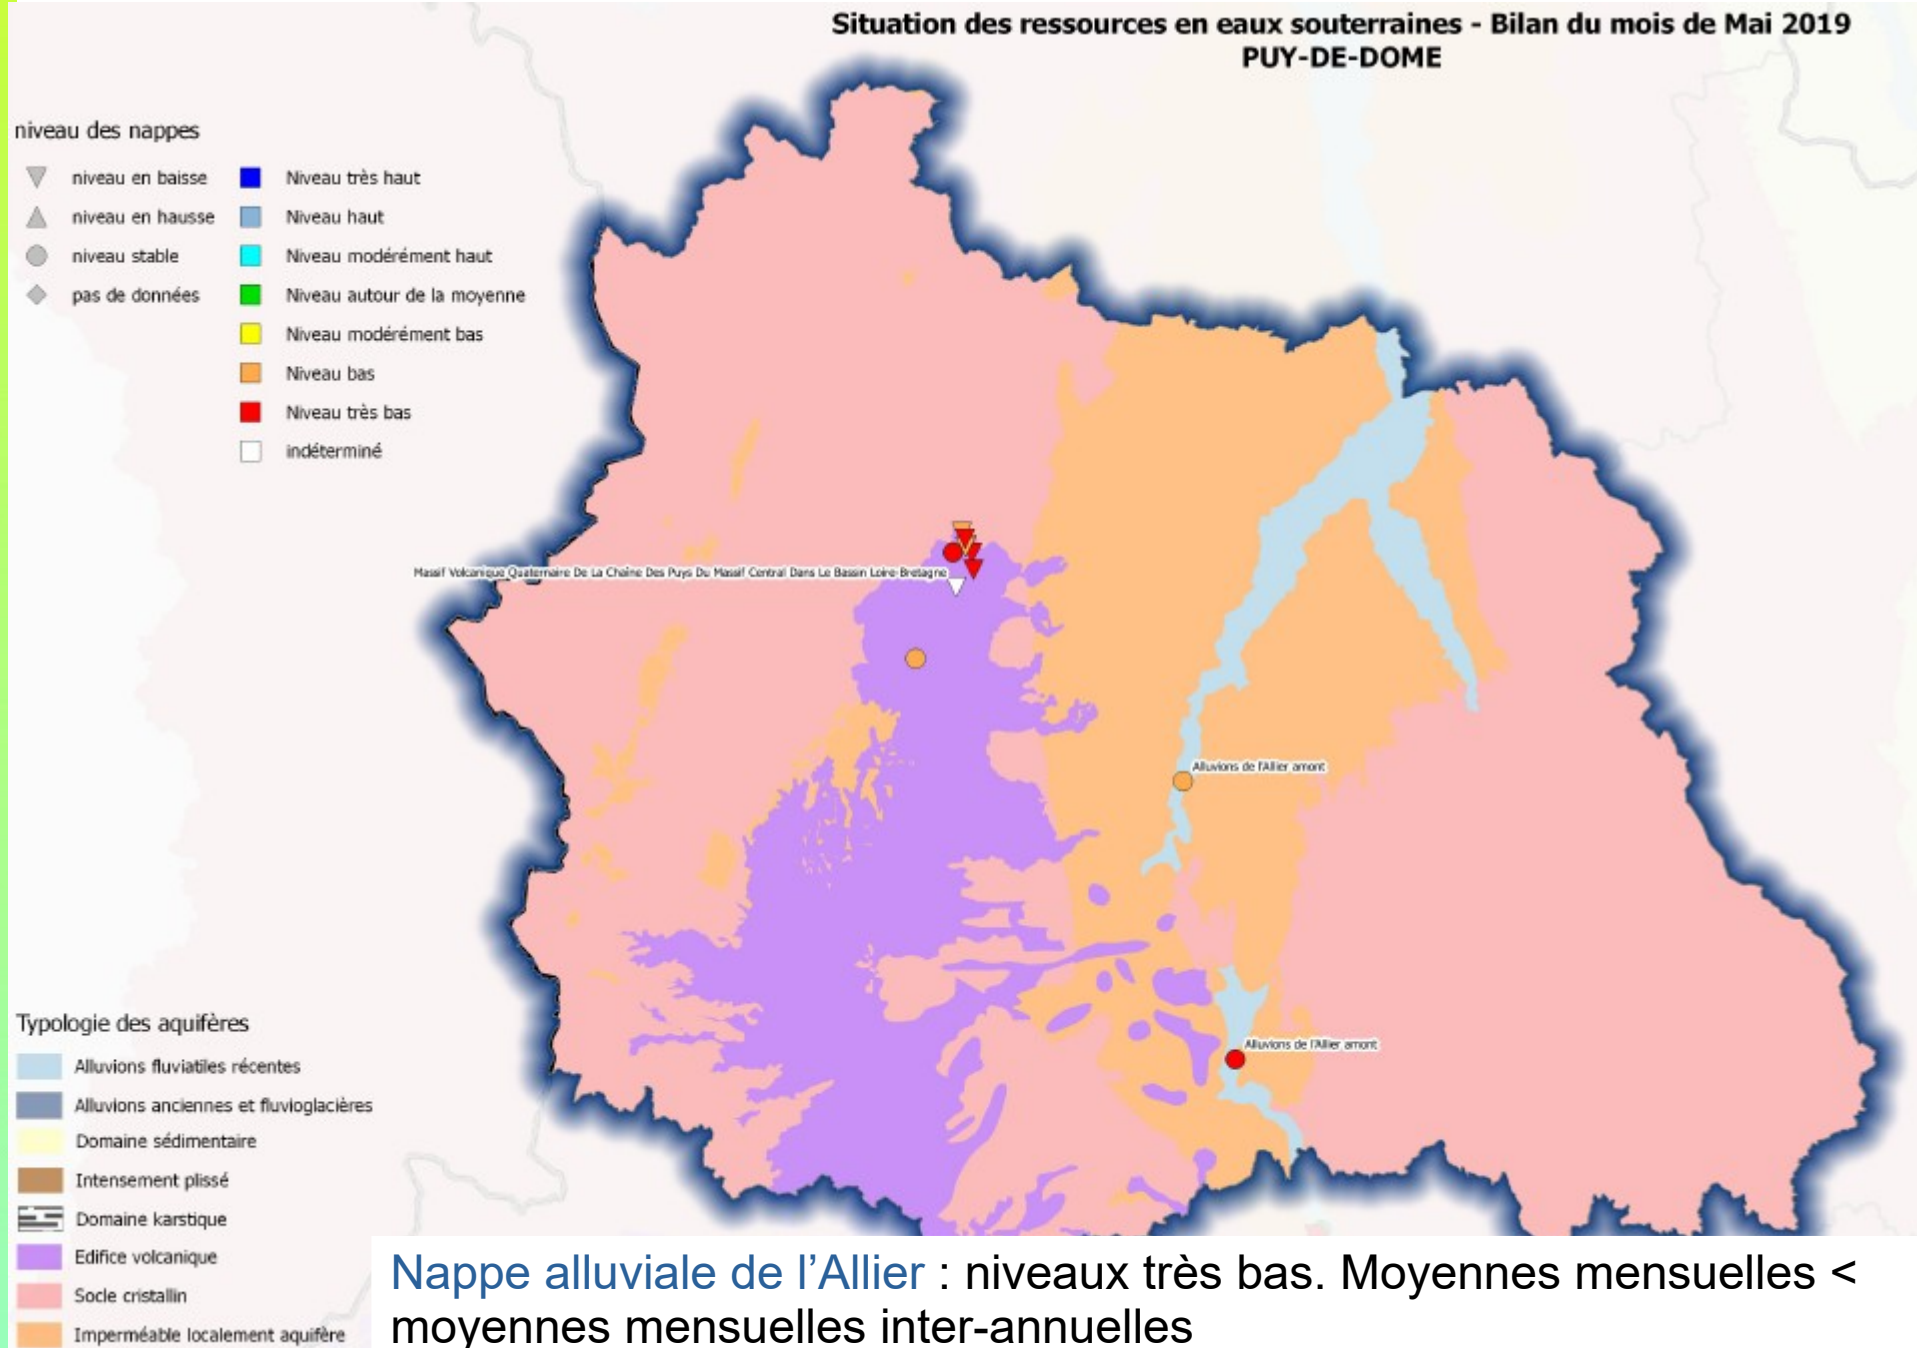 Situation des ressources en eaux souterraines - Bilan du mois de Mai 2019
PUY-DE-DOME
niveau des nappes
niveau en baisse
niveau en hausse
niveau stable
pas de données
Niveau très haut
Niveau haut
Niveau modérément haut
Niveau autour de la moyenne
Niveau modérément bas
Niveau bas
Niveau très bas
indéterminé
Massif Volcanique Quaternaire De La Chaîne Des Puys Du Massif Central Dans Le Bassin Loire-Bretagne
Alluvions de l'Allier amont
Alluvions de l'Allier amont
Typologie des aquifères
Alluvions fluviatiles récentes
Alluvions anciennes et fluvioglacières
Domaine sédimentaire
Intensement plissé
Domaine karstique
Edifice volcanique
Socle cristallin
Imperméable localement aquifère
Nappe alluviale de l’Allier : niveaux très bas. Moyennes mensuelles <
moyennes mensuelles inter-annuelles